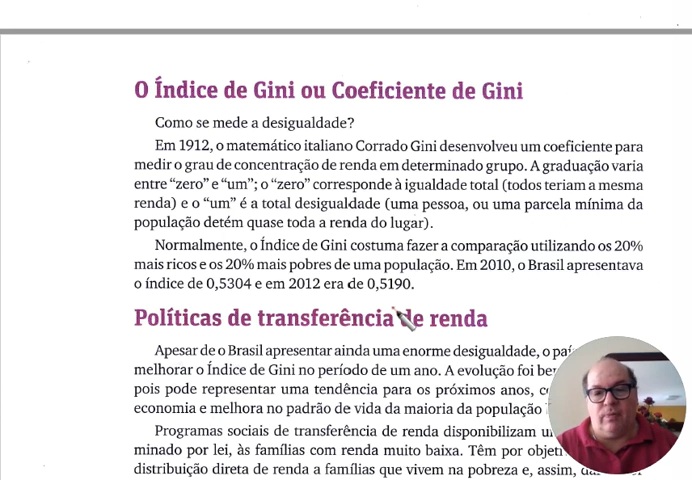 O Índice de Gini ou Coeficiente de Gini
Como se mede a desigualdade?
Em 1912, o matemático italiano Corrado Gini desenvolveu um coeficiente para
medir o grau de concentração de renda em determinado grupo. A graduação varia
entre “zero” e “um”; o “zero” corresponde à igualdade total (todos teriam a mesma
renda) e o “um” é a total desigualdade (uma pessoa, ou uma parcela mínima da
população detém quase toda a renda do lugar).
Normalmente, o Índice de Gini costuma fazer a comparação utilizando os 20%
mais ricos e os 20% mais pobres de uma população. Em 2010, o Brasil apresentava
o índice de 0,5304 e em 2012 era de 0,5190.
Políticas de transferência de renda
Apesar de o Brasil apresentar ainda uma enorme desigualdade, o
melhorar o Índice de Gini no período de um ano. A evolução foi
pois pode representar uma tendência para os próximos anos,
economia e melhora no padrão de vida da maioria da população
Programas sociais de transferência de renda disponibilizam
minado por lei, às famílias com renda muito baixa. Têm por
distribuição direta de renda a famílias que vivem na pobreza e, assim,